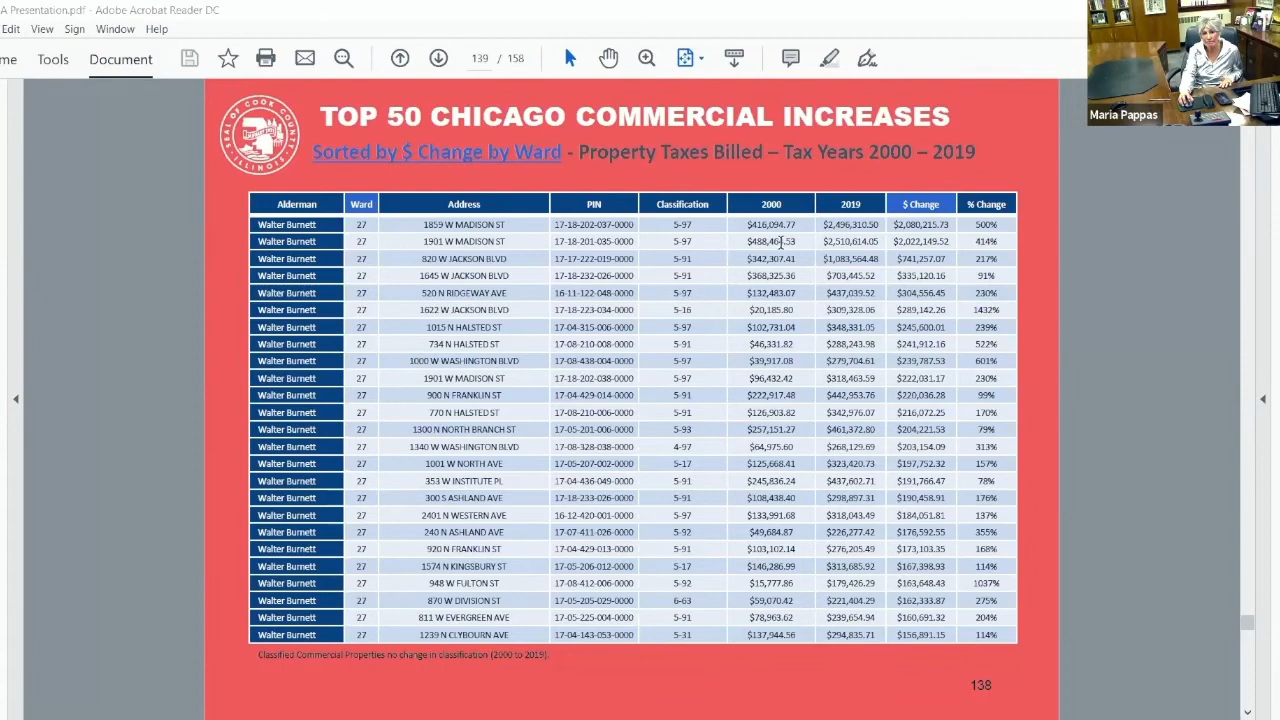 A Presentation.pdf - Adobe Acrobat Reader DC
Edit View Sign Window Help
me Tools Document 139 / 158
Maria Pappas
SEAL OF COOK COUNTY ILLINOIS
TOP 50 CHICAGO COMMERCIAL INCREASES
Sorted by $ Change by Ward - Property Taxes Billed – Tax Years 2000 – 2019
Alderman Ward Address PIN Classification 2000 2019 $ Change % Change
Walter Burnett 27 1859 W MADISON ST 17-18-202-037-0000 5-97 $416,094.77 $2,496,310.50 $2,080,215.73 500%
Walter Burnett 27 1901 W MADISON ST 17-18-201-035-0000 5-97 $488,464.53 $2,510,614.05 $2,022,149.52 414%
Walter Burnett 27 820 W JACKSON BLVD 17-17-222-019-0000 5-91 $342,307.41 $1,083,564.48 $741,257.07 217%
Walter Burnett 27 1645 W JACKSON BLVD 17-18-232-026-0000 5-91 $368,325.36 $703,445.52 $335,120.16 91%
Walter Burnett 27 520 N RIDGEWAY AVE 16-11-122-048-0000 5-97 $132,483.07 $437,039.52 $304,556.45 230%
Walter Burnett 27 1622 W JACKSON BLVD 17-18-223-034-0000 5-16 $20,185.80 $309,328.06 $289,142.26 1432%
Walter Burnett 27 1015 N HALSTED ST 17-04-315-006-0000 5-97 $102,731.04 $348,331.05 $245,600.01 239%
Walter Burnett 27 734 N HALSTED ST 17-08-210-008-0000 5-91 $46,331.82 $288,243.98 $241,912.16 522%
Walter Burnett 27 1000 W WASHINGTON BLVD 17-08-438-004-0000 5-97 $39,917.08 $279,704.61 $239,787.53 601%
Walter Burnett 27 1901 W MADISON ST 17-18-202-038-0000 5-97 $96,432.42 $318,463.59 $222,031.17 230%
Walter Burnett 27 900 N FRANKLIN ST 17-04-429-014-0000 5-91 $222,917.48 $442,953.76 $220,036.28 99%
Walter Burnett 27 770 N HALSTED ST 17-08-210-006-0000 5-91 $126,903.82 $342,976.07 $216,072.25 170%
Walter Burnett 27 1300 N NORTH BRANCH ST 17-05-201-006-0000 5-93 $257,151.27 $461,372.80 $204,221.53 79%
Walter Burnett 27 1340 W WASHINGTON BLVD 17-08-328-038-0000 4-97 $64,975.60 $268,129.69 $203,154.09 313%
Walter Burnett 27 1001 W NORTH AVE 17-05-207-002-0000 5-17 $125,668.41 $323,420.73 $197,752.32 157%
Walter Burnett 27 353 W INSTITUTE PL 17-04-436-049-0000 5-91 $245,836.24 $437,602.71 $191,766.47 78%
Walter Burnett 27 300 S ASHLAND AVE 17-18-233-026-0000 5-91 $108,438.40 $298,897.31 $190,458.91 176%
Walter Burnett 27 2401 N WESTERN AVE 16-12-420-001-0000 5-97 $133,991.68 $318,043.49 $184,051.81 137%
Walter Burnett 27 240 N ASHLAND AVE 17-07-411-026-0000 5-92 $49,684.87 $226,277.42 $176,592.55 355%
Walter Burnett 27 920 N FRANKLIN ST 17-04-429-013-0000 5-91 $103,102.14 $276,205.49 $173,103.35 168%
Walter Burnett 27 1574 N KINGSBURY ST 17-05-206-012-0000 5-17 $146,286.99 $313,685.92 $167,398.93 114%
Walter Burnett 27 948 W FULTON ST 17-08-412-006-0000 5-92 $15,777.86 $179,426.29 $163,648.43 1037%
Walter Burnett 27 870 W DIVISION ST 17-05-205-029-0000 6-63 $59,070.42 $221,404.29 $162,333.87 275%
Walter Burnett 27 811 W EVERGREEN AVE 17-05-225-004-0000 5-91 $78,963.62 $239,654.94 $160,691.32 204%
Walter Burnett 27 1239 N CLYBOURN AVE 17-04-143-053-0000 5-31 $137,944.56 $294,835.71 $156,891.15 114%
Classified Commercial Properties no change in classification (2000 to 2019).
138